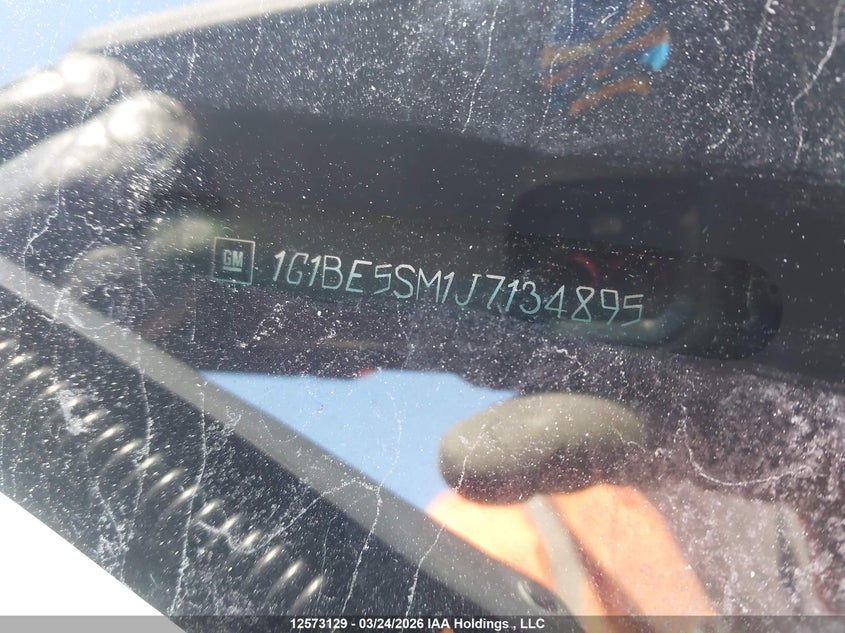 GM 1G1BE5SM1J7134895
12573129 - 03/24/2026 IAA Holdings , LLC